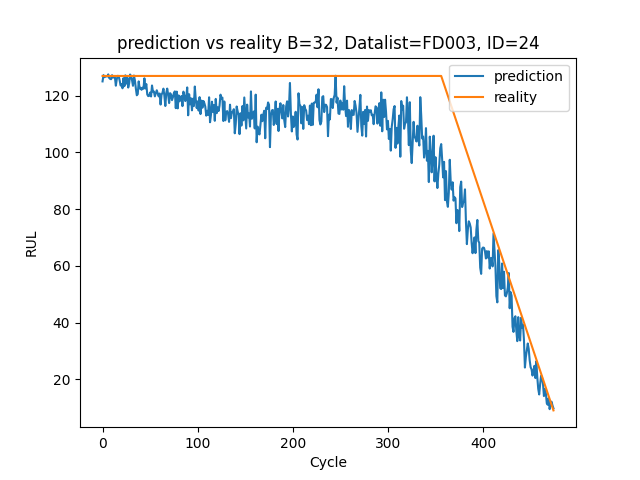 prediction vs reality B=32, Datalist=FD003, ID=24
prediction
reality
120
100
80
60
40
20
RUL
0
100
200
300
400
Cycle